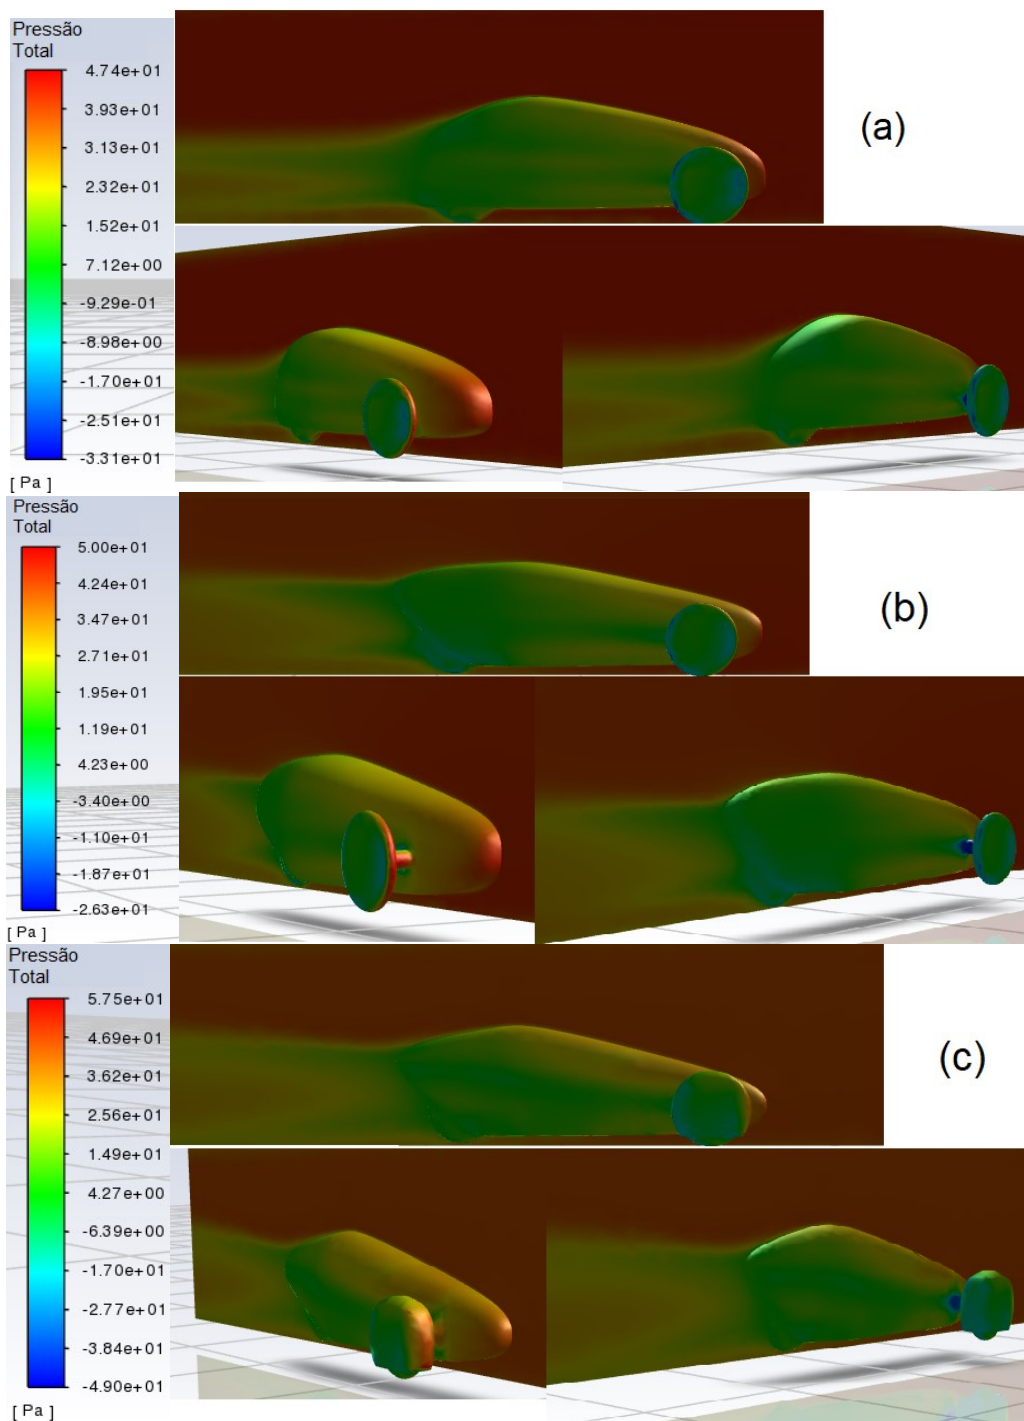 Pressão
Total
4.74e+01
3.93e+01
3.13e+01
2.32e+01
1.52e+01
7.12e+00
-9.29e-01
-8.98e+00
-1.70e+01
-2.51e+01
-3.31e+01
[ Pa ]
(a)
Pressão
Total
5.00e+01
4.24e+01
3.47e+01
2.71e+01
1.95e+01
1.19e+01
4.23e+00
-3.40e+00
-1.10e+01
-1.87e+01
-2.63e+01
[ Pa ]
(b)
Pressão
Total
5.75e+01
4.69e+01
3.62e+01
2.56e+01
1.49e+01
4.27e+00
-6.39e+00
-1.70e+01
-2.77e+01
-3.84e+01
-4.90e+01
[ Pa ]
(c)